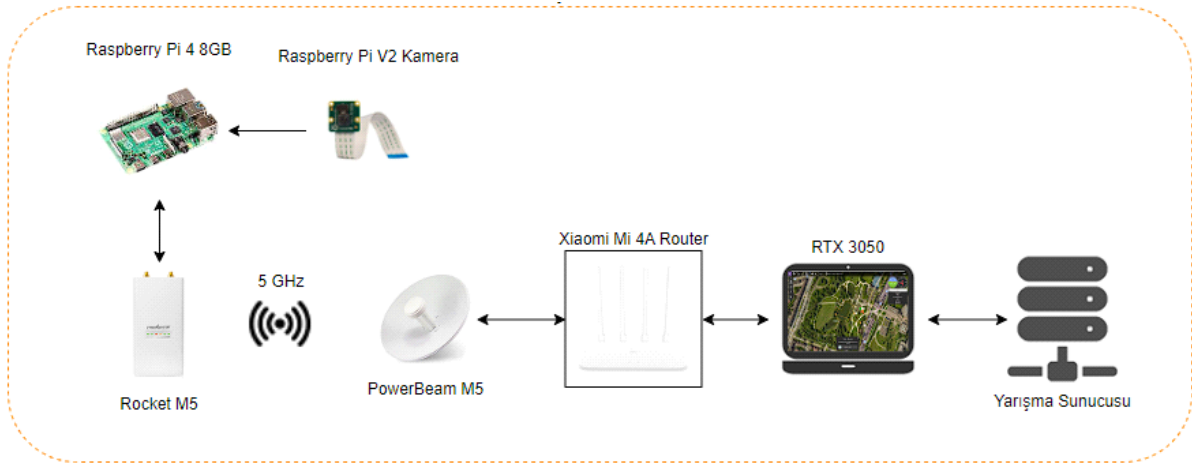 Raspberry Pi 4 8GB
Raspberry Pi V2 Kamera
Xiaomi Mi 4A Router
RTX 3050
5 GHz
PowerBeam M5
Rocket M5
Yarışma Sunucusu